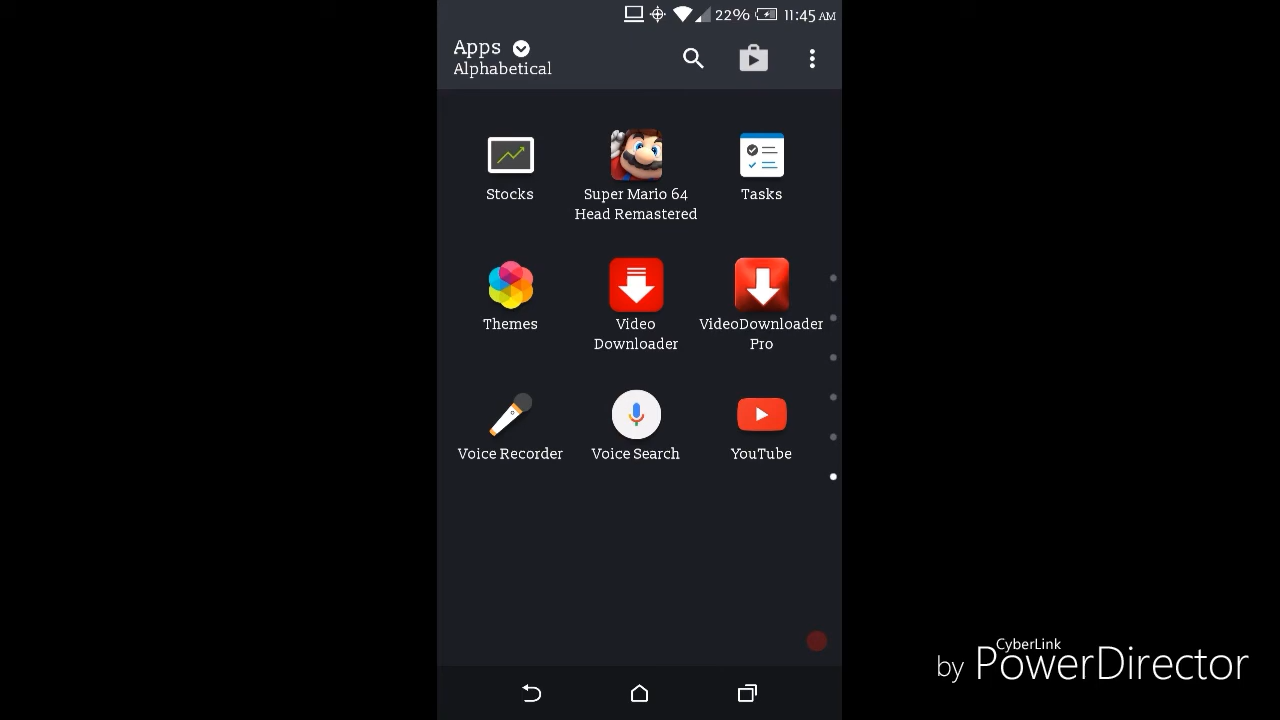 22% 11:45 AM
Apps
Alphabetical
Stocks
Super Mario 64
Head Remastered
Tasks
Themes
Video
Downloader
VideoDownloader
Pro
Voice Recorder
Voice Search
YouTube
CyberLink
by PowerDirector